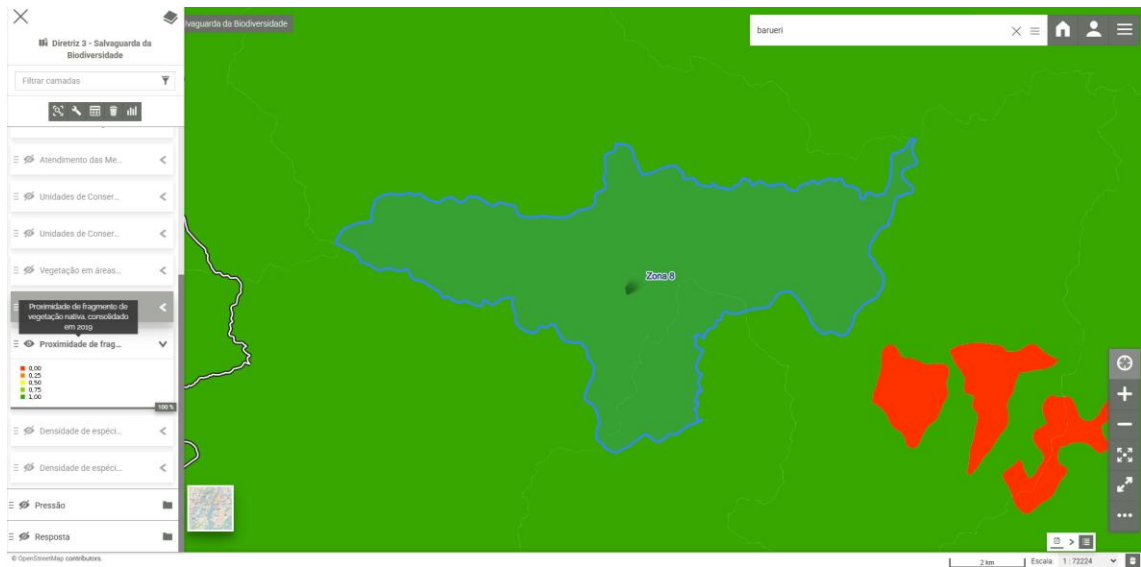 Diretriz 3 - Salvaguarda da
Biodiversidade
Filtrar camadas
Atendimento das Me...
Unidades de Conser...
Unidades de Conser...
Vegetação em áreas...
Proximidade de fragmento de
vegetação nativa, consolidado
em 2019
Proximidade de frag...
0,00
0,25
0,50
0,75
1,00
100 %
Densidade de espéci...
Densidade de espéci...
Pressão
Resposta
© OpenStreetMap contributors.
alvaguarda da Biodiversidade
barueri
Zona 8
2 km
Escala: 1 : 72224